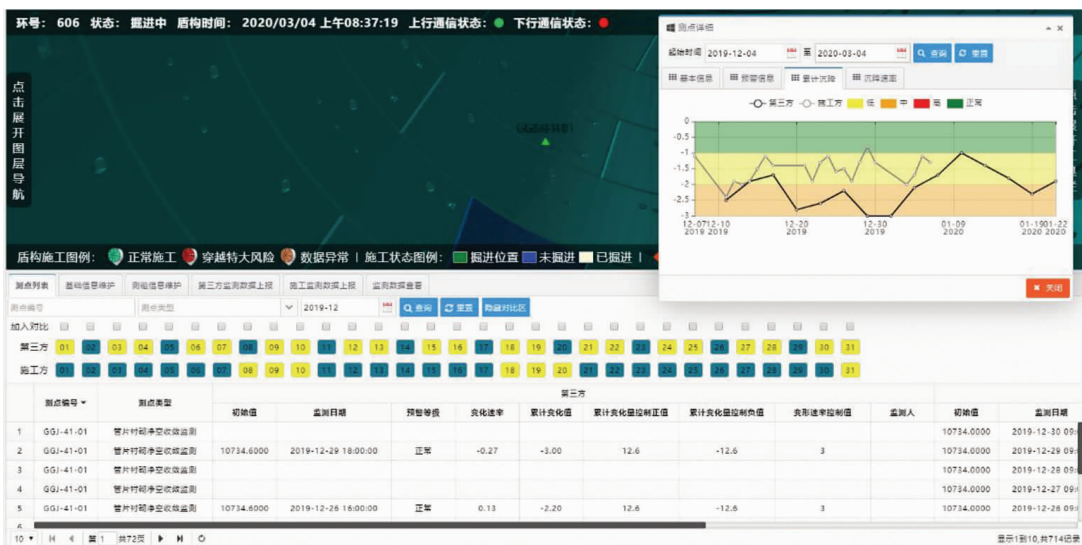 环号： 606 状态： 掘进中 盾构时间： 2020/03/04 上午08:37:19 上行通信状态： 下行通信状态：
点击展开图层导航
GGJ-41-01
盾构施工图例： 正常施工 穿越特大风险 数据异常 | 施工状态图例： 掘进位置 未掘进 已掘进 |
测点详细
起始时间 2019-12-04 至 2020-03-04 查询 重置
基本信息 预警信息 累计沉降 沉降速率
第三方 施工方 低 中 高 正常
0
-0.5
-1
-1.5
-2
-2.5
-3
12-07 12-10 12-20 12-30 01-09 01-19 01-22
2019 2019 2019 2019 2020 2020 2020
关闭
测点列表 基础信息维护 测组信息维护 第三方监测数据上报 施工监测数据上报 监测数据查看
测点编号 测点类型 2019-12 查询 重置 隐藏对比区
加入对比
第三方 01 02 03 04 05 06 07 08 09 10 11 12 13 14 15 16 17 18 19 20 21 22 23 24 25 26 27 28 29 30 31
施工方 01 02 03 04 05 06 07 08 09 10 11 12 13 14 15 16 17 18 19 20 21 22 23 24 25 26 27 28 29 30 31
第三方
测点编号 测点类型 初始值 监测日期 预警等级 变化速率 累计变化值 累计变化量控制正值 累计变化量控制负值 变形速率控制值 监测人 初始值 监测日期
1 GGJ-41-01 管片衬砌净空收敛监测 10734.0000 2019-12-30 09:
2 GGJ-41-01 管片衬砌净空收敛监测 10734.6000 2019-12-29 18:00:00 正常 -0.27 -3.00 12.6 -12.6 3 10734.0000 2019-12-29 09:
3 GGJ-41-01 管片衬砌净空收敛监测 10734.0000 2019-12-28 09:
4 GGJ-41-01 管片衬砌净空收敛监测 10734.0000 2019-12-27 09:
5 GGJ-41-01 管片衬砌净空收敛监测 10734.6000 2019-12-26 16:00:00 正常 0.13 -2.20 12.6 -12.6 3 10734.0000 2019-12-26 09:
6
10 第 1 共72页 显示1到10,共714记录